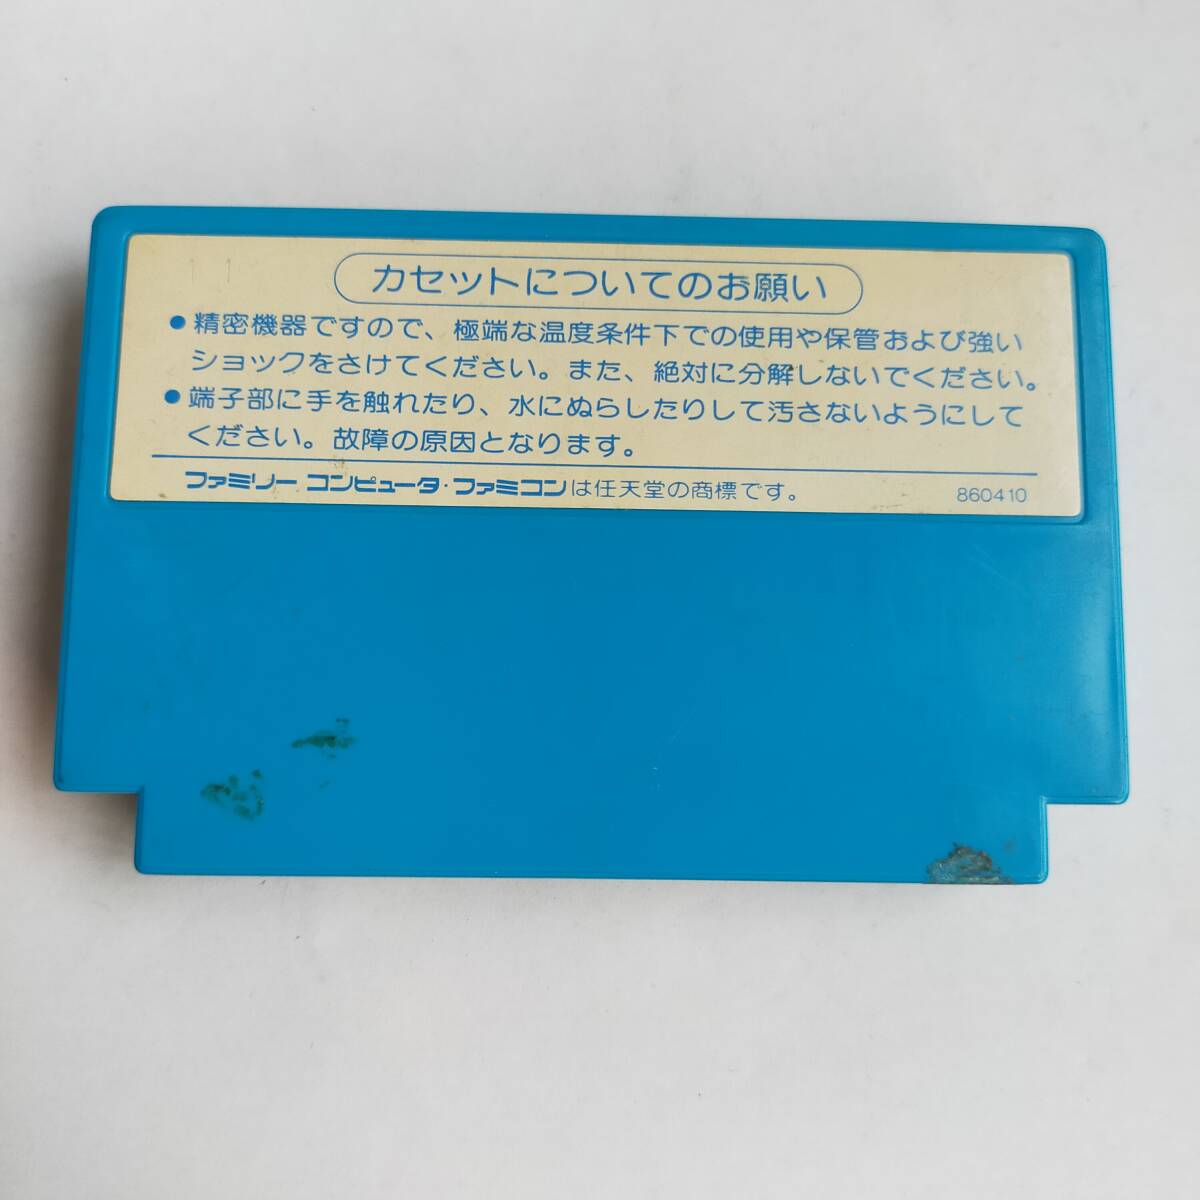 カセットについてのお願い
●精密機器ですので、極端な温度条件下での使用や保管および強い
ショックをさけてください。また、絶対に分解しないでください。
●端子部に手を触れたり、水にぬらしたりして汚さないようにして
ください。故障の原因となります。
ファミリー コンピュータ・ファミコンは任天堂の商標です。 860410